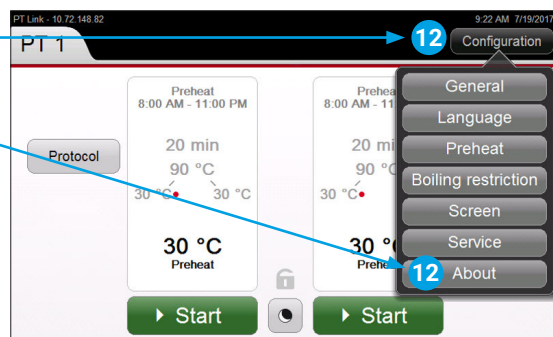 PT Link - 10.72.148.82
9:22 AM 7/19/2017
PT 1
12
Configuration
Preheat
8:00 AM - 11:00 PM
20 min
90 °C
30 °C
30 °C
30 °C
Preheat
Start
Protocol
8:00 AM - 11
90 °C
30 °C
30 °
Start
General
Language
Preheat
Boiling restriction
Screen
Service
12
About